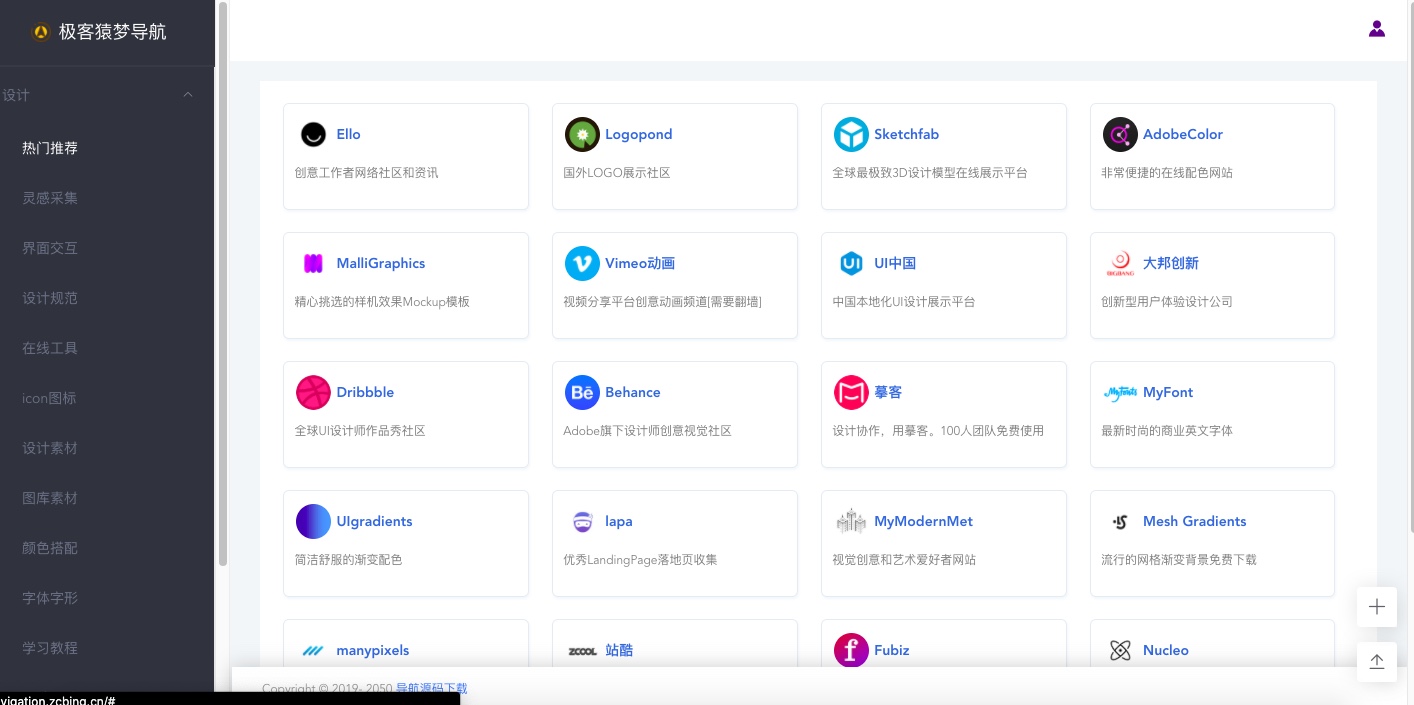 极客猿梦导航
设计
热门推荐
灵感采集
界面交互
设计规范
在线工具
icon图标
设计素材
图库素材
颜色搭配
字体字形
学习教程
Ello
创意工作者网络社区和资讯
Logopond
国外LOGO展示社区
Sketchfab
全球最极致3D设计模型在线展示平台
AdobeColor
非常便捷的在线配色网站
MalliGraphics
精心挑选的样机效果Mockup模板
Vimeo动画
视频分享平台创意动画频道[需要翻墙]
UI
UI中国
中国本地化UI设计展示平台
BIGBANG
大邦创新
创新型用户体验设计公司
Dribbble
全球UI设计师作品秀社区
Bē
Behance
Adobe旗下设计师创意视觉社区
摹客
设计协作，用摹客。100人团队免费使用
MyFonts
MyFont
最新时尚的商业英文字体
UIgradients
简洁舒服的渐变配色
lapa
优秀LandingPage落地页收集
MyModernMet
视觉创意和艺术爱好者网站
Mesh Gradients
流行的网格渐变背景免费下载
manypixels
ZCOOL
站酷
f
Fubiz
Nucleo
Copyright © 2019- 2050 导航源码下载
vigation.zcbing.cn/#